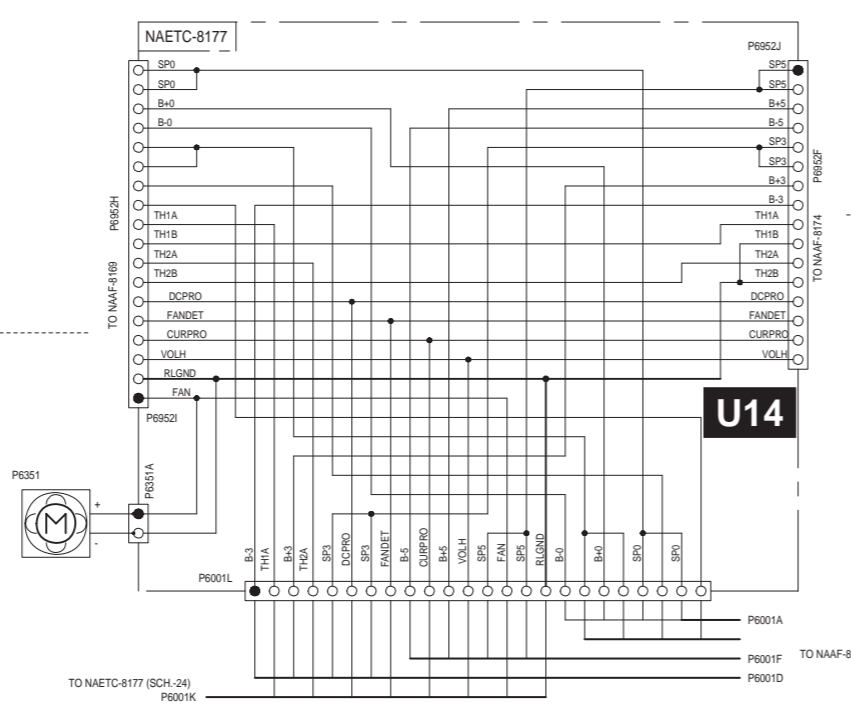 NAETC-8177
P6952J
SP0
SP0
B+0
B-0
TH1A
TH1B
TH2A
TH2B
DCPRO
FANDET
CURPRO
VOLH
RLGND
FAN
P6952H
TO NAAF-8169
P6952I
SP5
SP5
B+5
B-5
SP3
SP3
B+3
B-3
TH1A
TH1B
TH2A
TH2B
DCPRO
FANDET
CURPRO
VOLH
P6952F
TO NAAF-8174
U14
P6351
P6351A
+
M
-
B-3
TH1A
B+3
TH2A
SP3
DCPRO
SP3
FANDET
B-5
CURPRO
B+5
VOLH
SP5
FAN
SP5
RLGND
B-0
B+0
SP0
SP0
P6001L
P6001A
P6001F
TO NAAF-8
P6001D
TO NAETC-8177 (SCH.-24)
P6001K